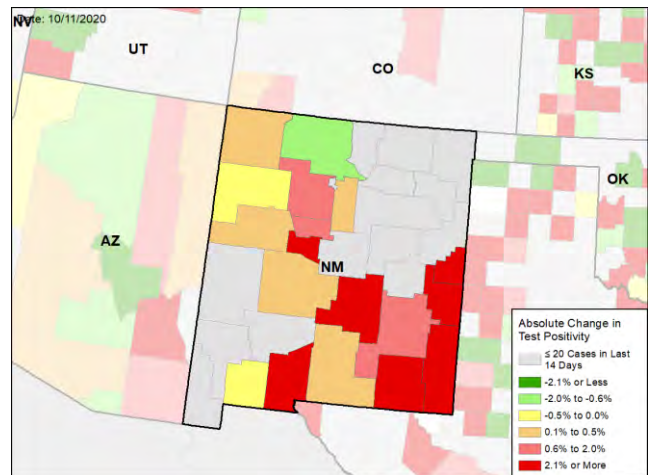 Date: 10/11/2020
NV
UT
CO
KS
OK
AZ
NM
Absolute Change in
Test Positivity
≤ 20 Cases in Last
14 Days
-2.1% or Less
-2.0% to -0.6%
-0.5% to 0.0%
0.1% to 0.5%
0.6% to 2.0%
2.1% or More